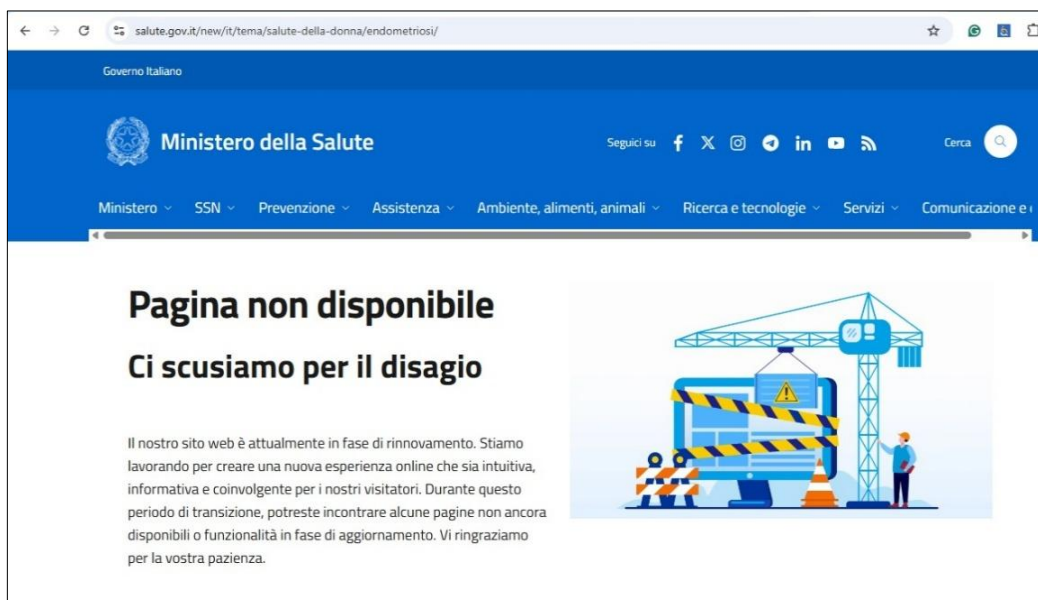 salute.gov.it/new/it/tema/salute-della-donna/endometriosi/
Governo Italiano
Ministero della Salute
Seguici su
Cerca
Ministero SSN Prevenzione Assistenza Ambiente, alimenti, animali Ricerca e tecnologie Servizi Comunicazione e
Pagina non disponibile
Ci scusiamo per il disagio
Il nostro sito web è attualmente in fase di rinnovamento. Stiamo
lavorando per creare una nuova esperienza online che sia intuitiva,
informativa e coinvolgente per i nostri visitatori. Durante questo
periodo di transizione, potreste incontrare alcune pagine non ancora
disponibili o funzionalità in fase di aggiornamento. Vi ringraziamo
per la vostra pazienza.